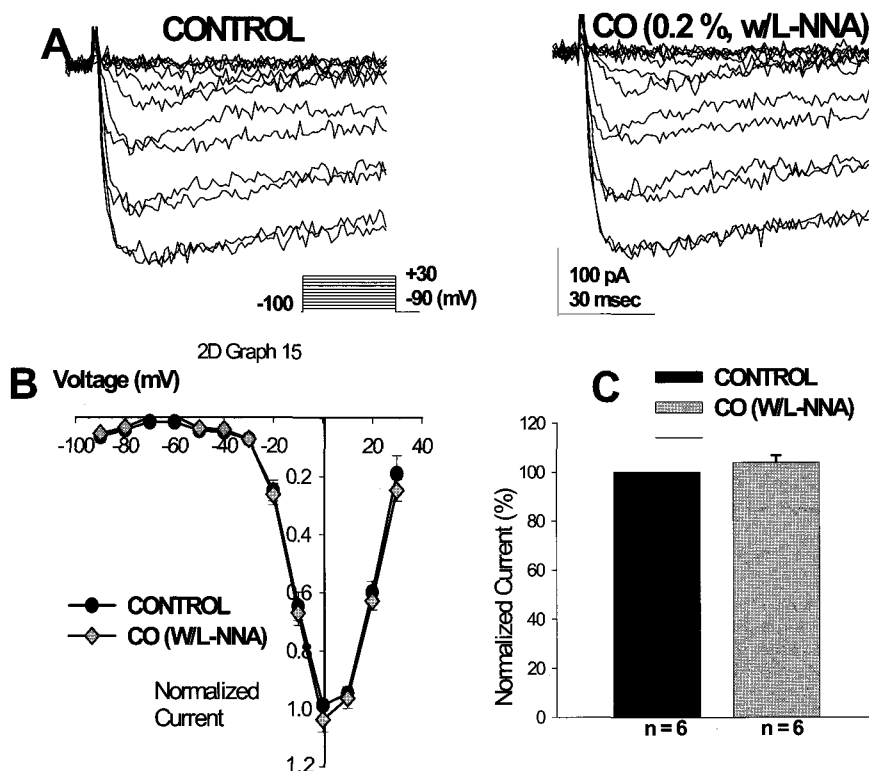 A
CONTROL
CO (0.2 %, w/L-NNA)
+30
-100
-90 (mV)
100 pA
30 msec
2D Graph 15
B
Voltage (mV)
-100 -80 -60 -40 -20 20 40
0.2
0.4
0.6
0.8
1.0
1.2
CONTROL
CO (W/L-NNA)
Normalized
Current
C
CONTROL
CO (W/L-NNA)
Normalized Current (%)
120
100
80
60
40
20
0
n = 6 n = 6